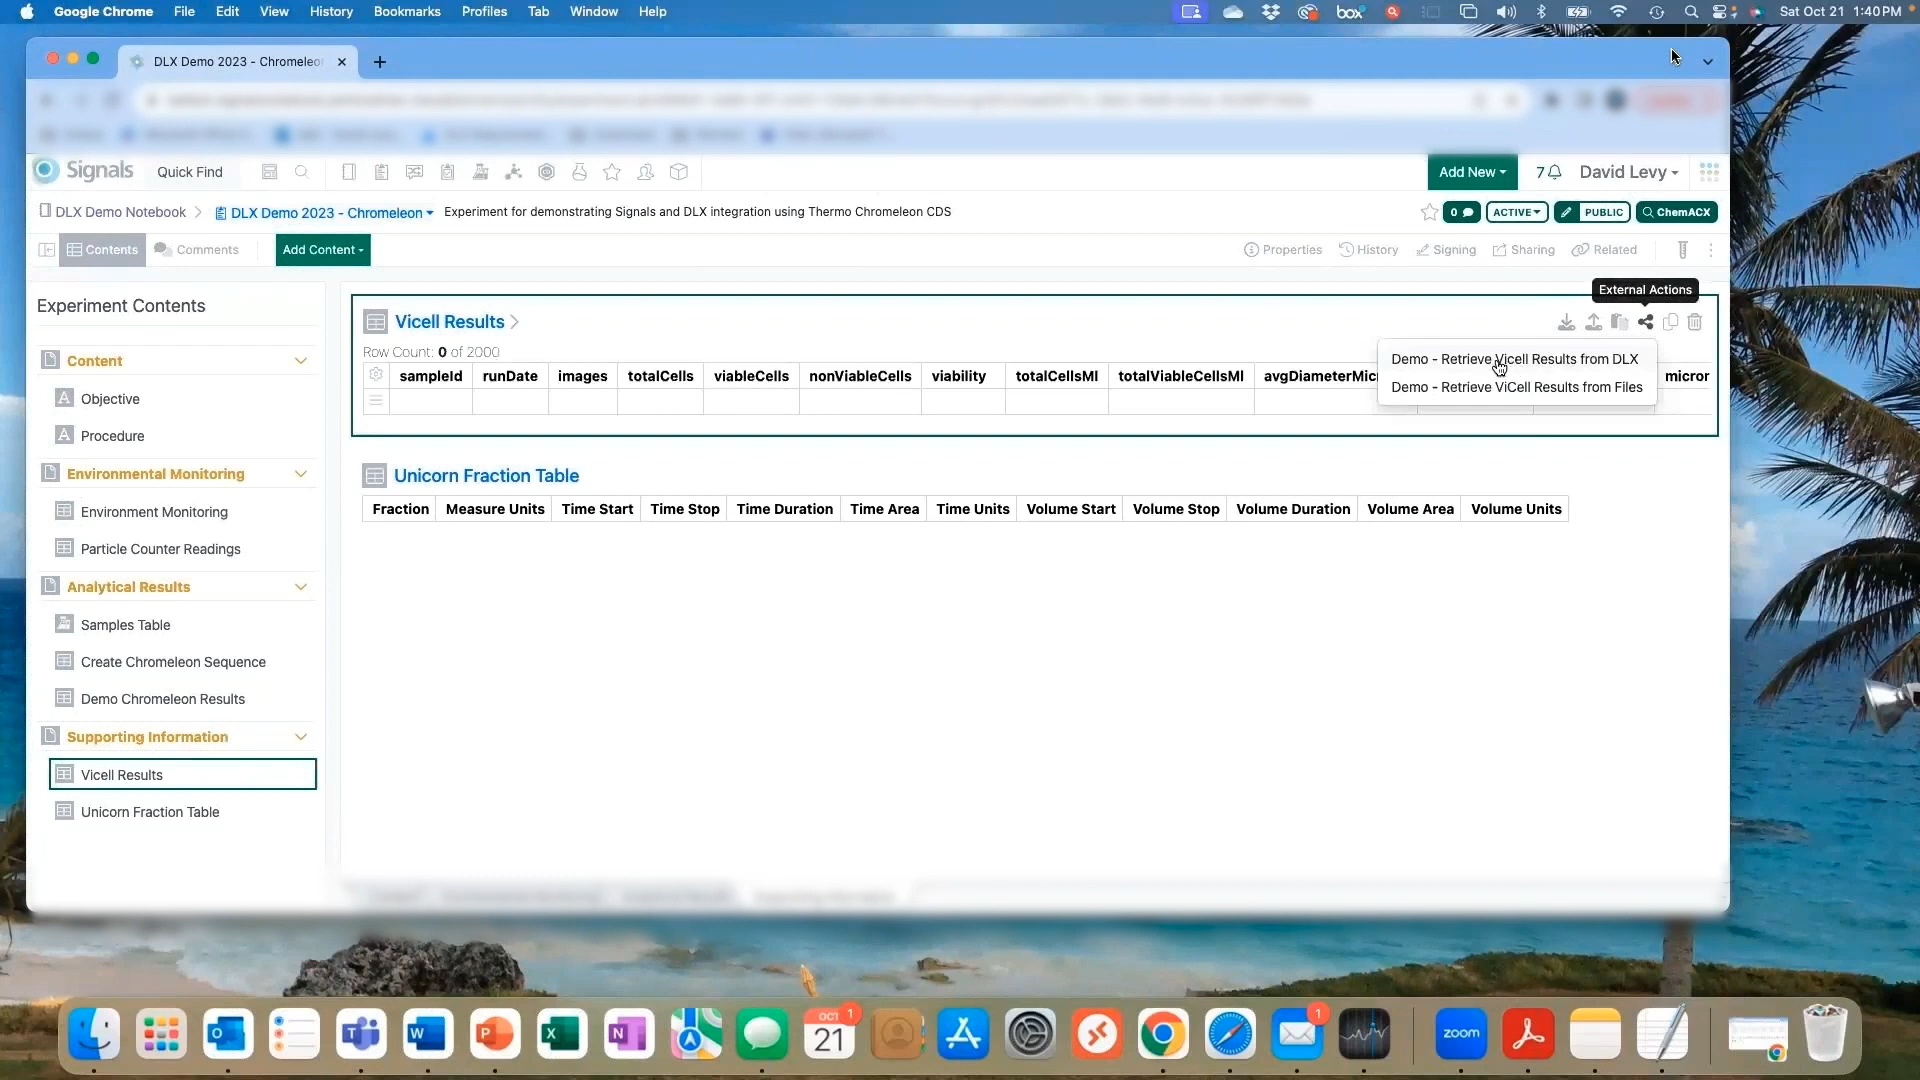 Google Chrome File Edit View History Bookmarks Profiles Tab Window Help box Sat Oct 21 1:40 PM
DLX Demo 2023 - Chromeleon
Signals Quick Find Add New 7 David Levy
DLX Demo Notebook DLX Demo 2023 - Chromeleon Experiment for demonstrating Signals and DLX integration using Thermo Chromeleon CDS 0 ACTIVE PUBLIC ChemACX
Contents Comments Add Content Properties History Signing Sharing Related
External Actions
Experiment Contents
Content
Objective
Procedure
Environmental Monitoring
Environment Monitoring
Particle Counter Readings
Analytical Results
Samples Table
Create Chromeleon Sequence
Demo Chromeleon Results
Supporting Information
Vicell Results
Unicorn Fraction Table
Vicell Results
Row Count: 0 of 2000
sampleId runDate images totalCells viableCells nonViableCells viability totalCellsMl totalViableCellsMl avgDiameterMicr micror
Demo - Retrieve Vicell Results from DLX
Demo - Retrieve ViCell Results from Files
Unicorn Fraction Table
Fraction Measure Units Time Start Time Stop Time Duration Time Area Time Units Volume Start Volume Stop Volume Duration Volume Area Volume Units
OCT 1
21
1
zoom